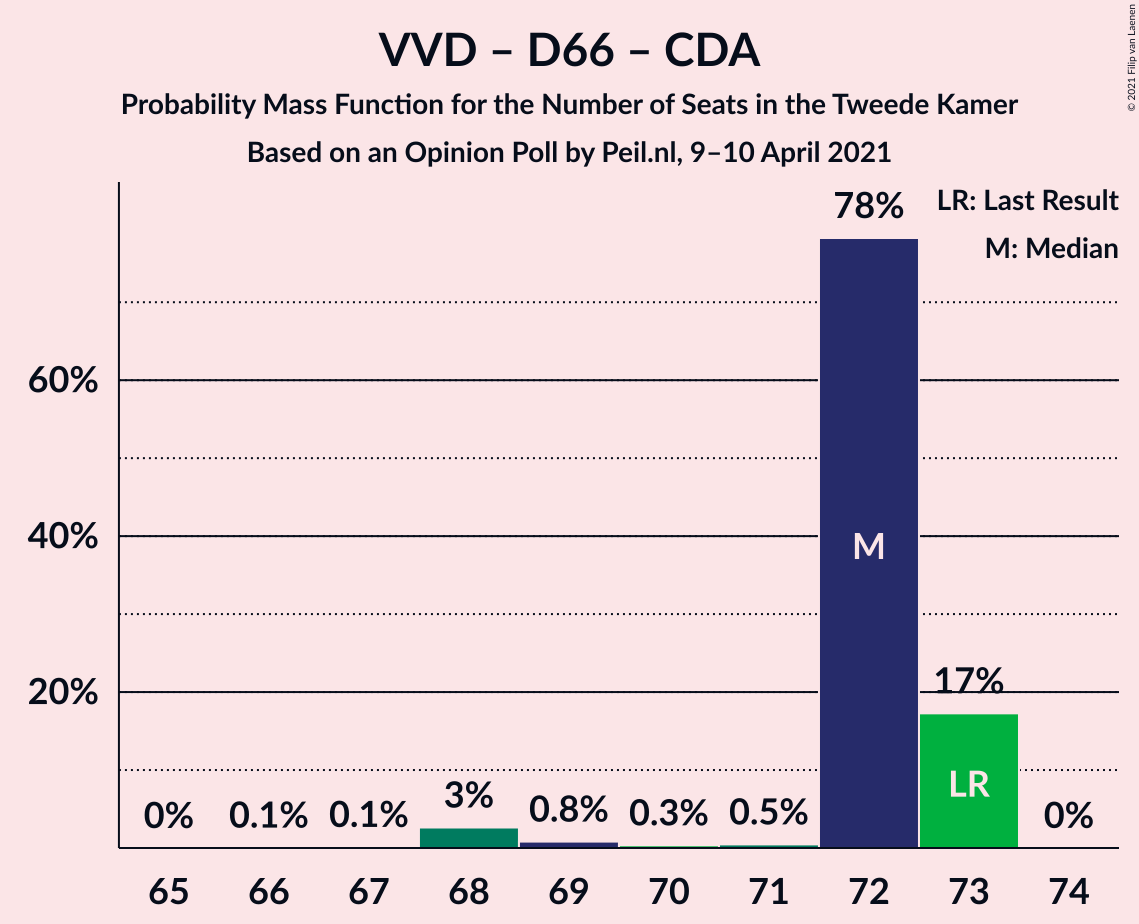 VVD – D66 – CDA
Probability Mass Function for the Number of Seats in the Tweede Kamer
Based on an Opinion Poll by Peil.nl, 9–10 April 2021
© 2021 Filip van Laenen
LR: Last Result
M: Median
60%
40%
20%
0%
0.1%
0.1%
3%
0.8%
0.3%
0.5%
78%
17%
0%
M
LR
65 66 67 68 69 70 71 72 73 74